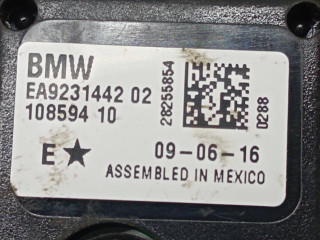 BMW
EA9231442 02
108594 10
28255854
0288
E★ 09-06-16
ASSEMBLED IN MEXICO